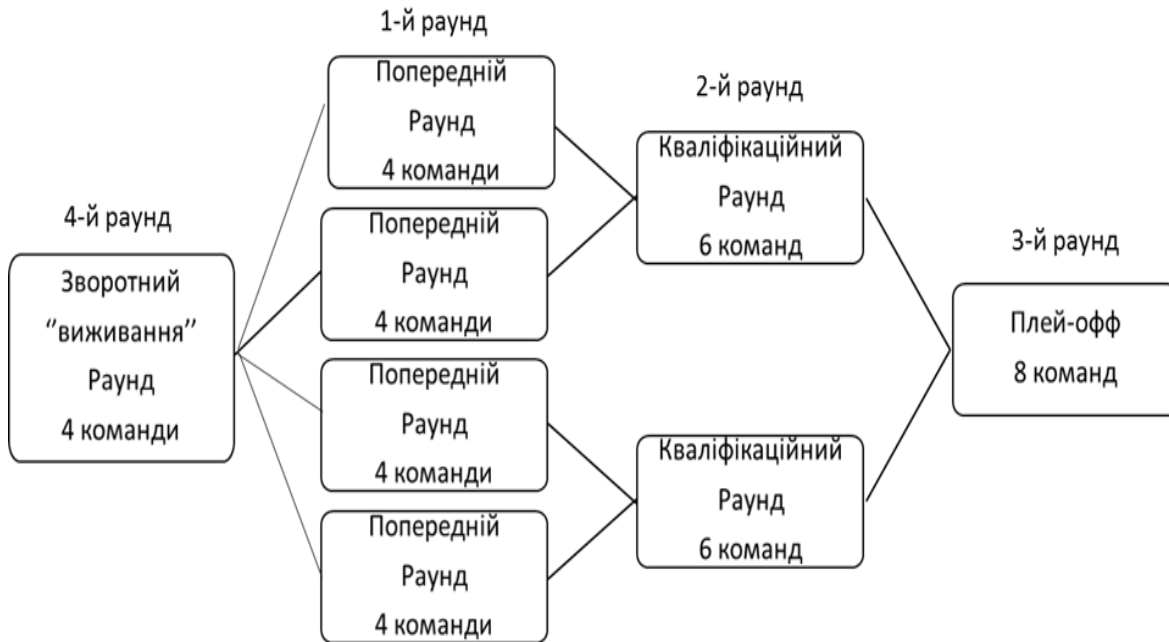 1-й раунд
Попередній
Раунд
4 команди
Попередній
Раунд
4 команди
Попередній
Раунд
4 команди
Попередній
Раунд
4 команди
2-й раунд
Кваліфікаційний
Раунд
6 команд
Кваліфікаційний
Раунд
6 команд
3-й раунд
Плей-офф
8 команд
4-й раунд
Зворотний
‘‘виживання’’
Раунд
4 команди